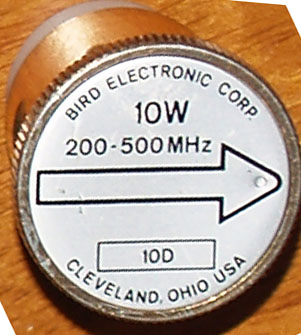 BIRD ELECTRONIC CORP.
10W
200-500MHz
10D
CLEVELAND, OHIO USA